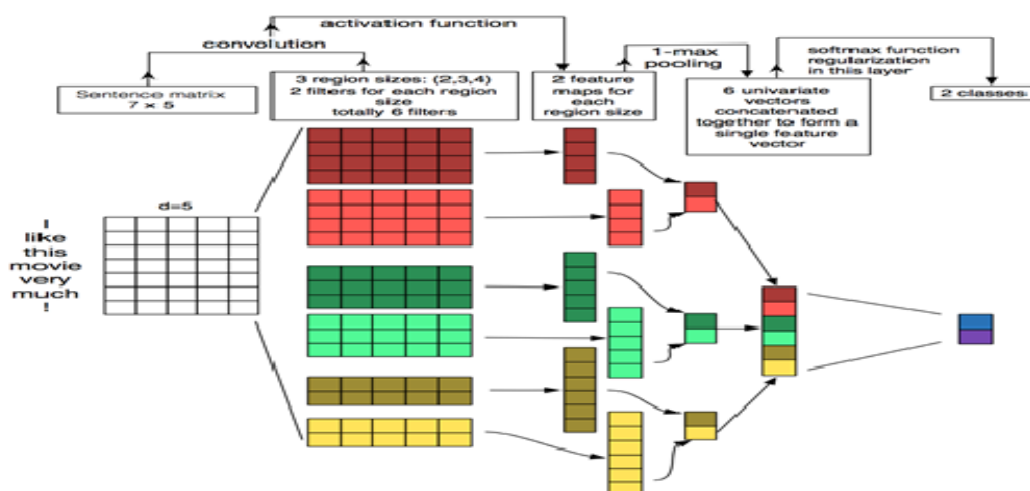 activation function
convolution
1-max
pooling
softmax function
regularization
in this layer
Sentence matrix
7 × 5
3 region sizes: (2,3,4)
2 filters for each region
size
totally 6 filters
2 feature
maps for
each
region size
6 univariate
vectors
concatenated
together to form a
single feature
vector
2 classes
d=5
I
like
this
movie
very
much
!